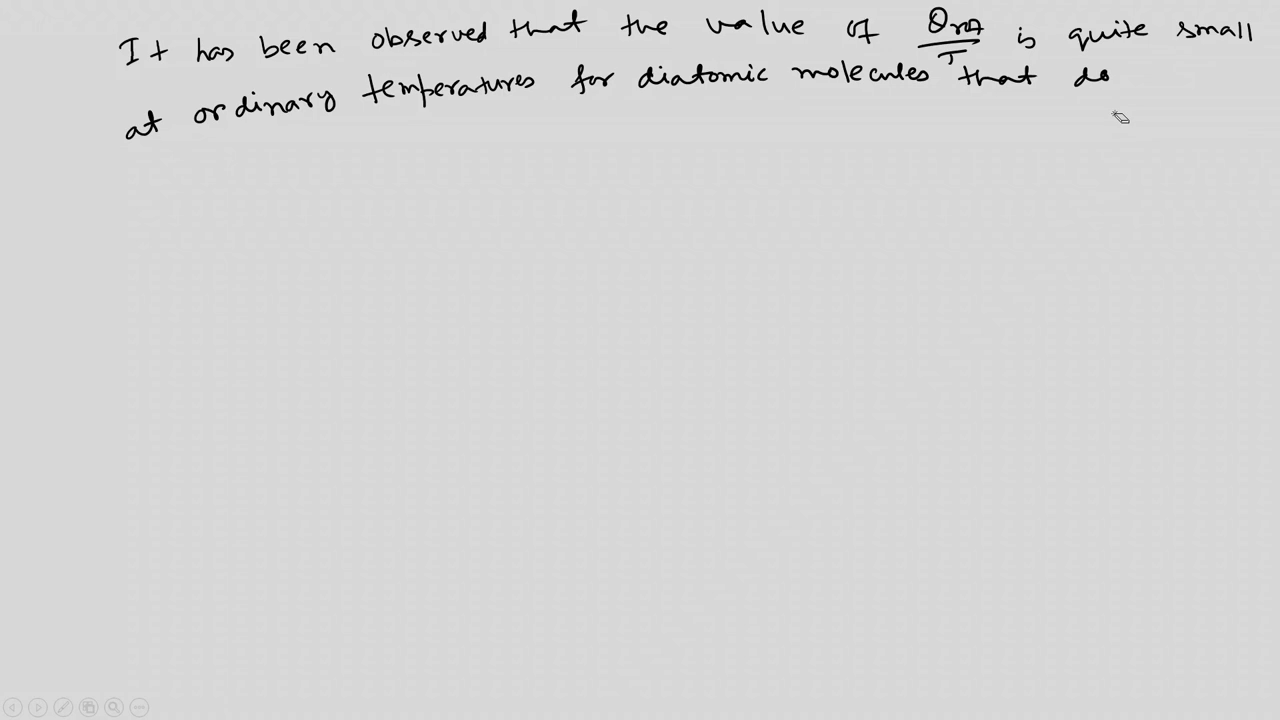 It has been observed that the value of θrot/T is quite small
at ordinary temperatures for diatomic molecules that do